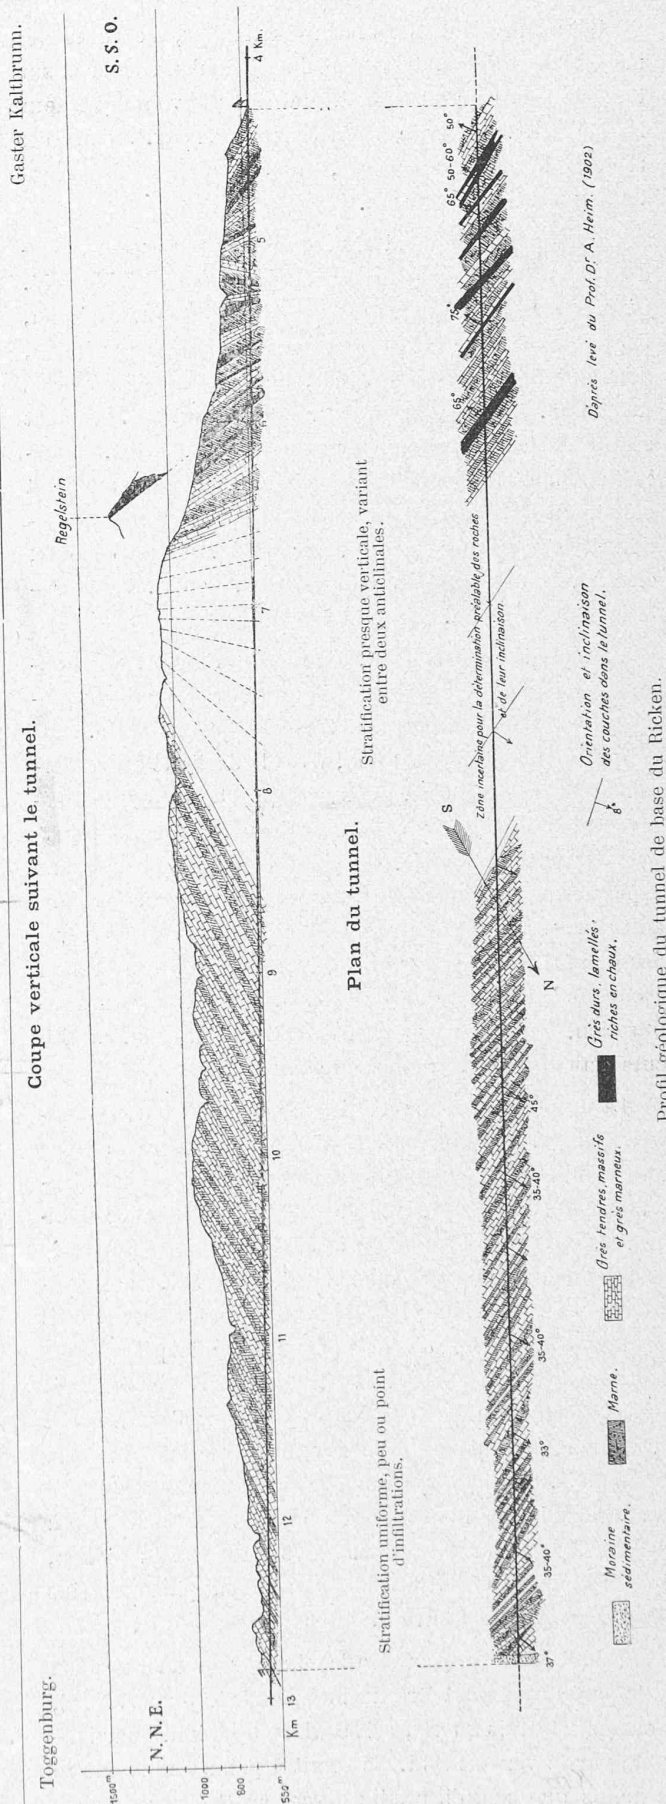 Toggenburg.
Gaster Kaltbrunn.
Coupe verticale suivant le tunnel.
N. N. E.
S. S. O.
Regelstein
1500m
1000
800
550m
Km
13
12
11
10
9
8
7
6
5
4 Km.
Stratification uniforme, peu ou point
d'infiltrations.
Stratification presque verticale, variant
entre deux anticlinales.
Plan du tunnel.
S
N
Zône incertaine pour la détermination préalable des roches
et de leur inclinaison
37°
35-40°
33°
35-40°
35-40°
45°
65°
75°
65°
50-60°
50°
Moraine
sédimentaire.
Marne.
Grès tendres, massifs
et grès marneux.
Grès durs, lamellés,
riches en chaux.
8°
Orientation et inclinaison
des couches dans le tunnel.
D'après levé du Prof. Dr. A. Heim. (1902)
Profil géologique du tunnel de base du Ricken.